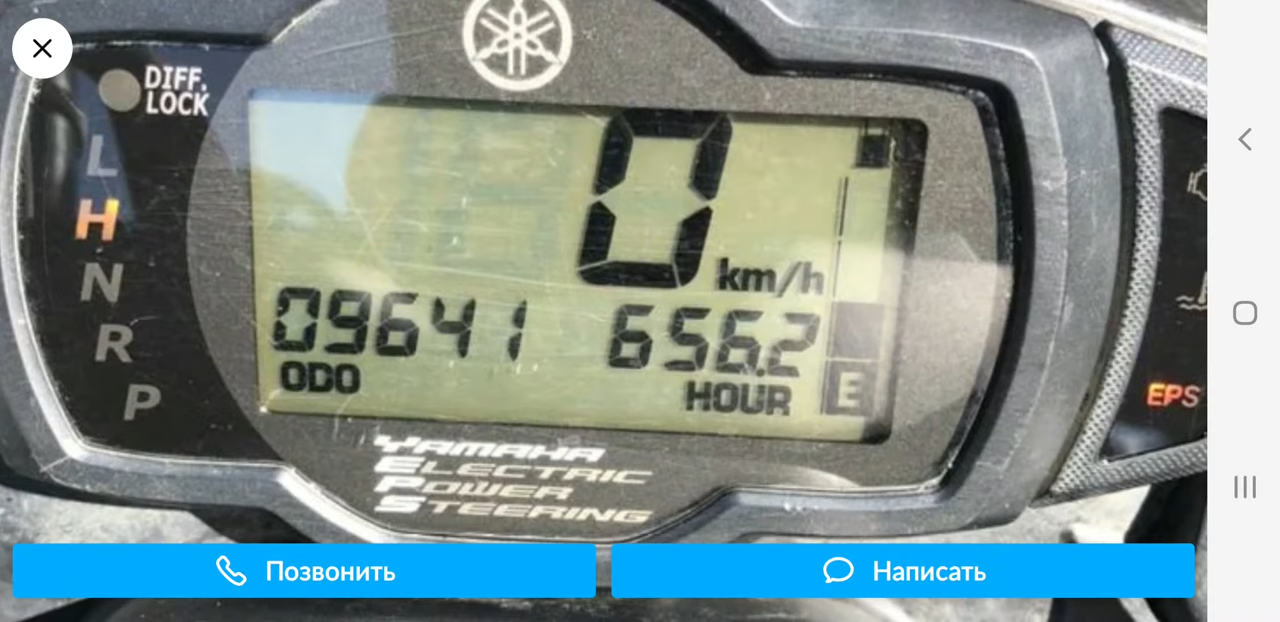 DIFF.
LOCK
L
H
N
R
P
0 km/h
09641 656.2
ODO HOUR
E
EPS
YAMAHA
ELECTRIC
POWER
STEERING
Позвонить Написать